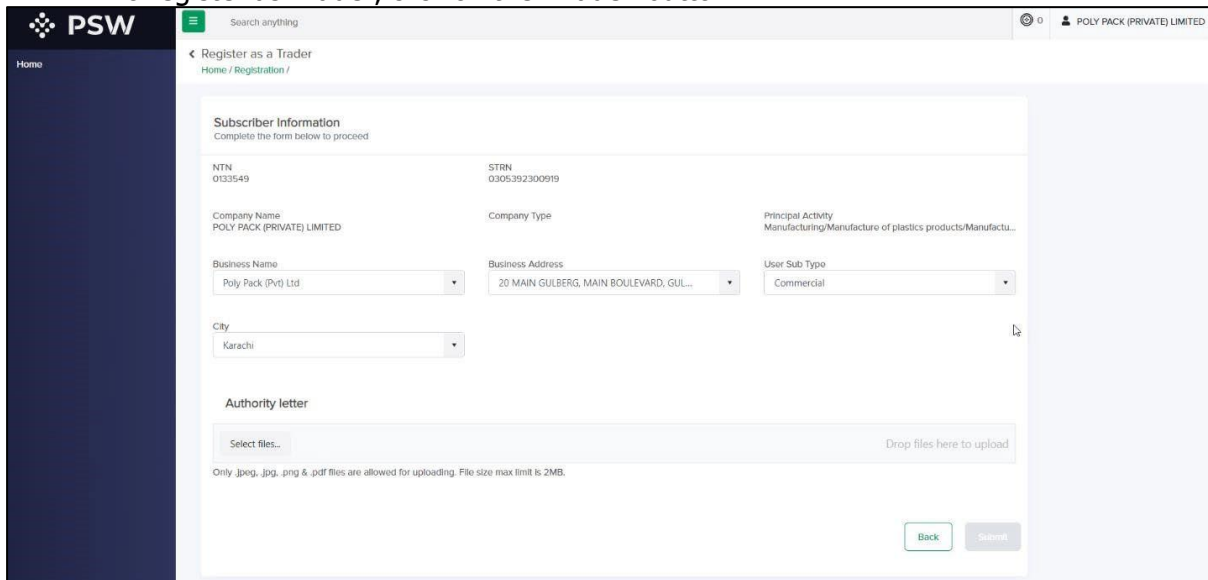 PSW
Search anything
0
POLY PACK (PRIVATE) LIMITED
Home
Register as a Trader
Home / Registration /
Subscriber Information
Complete the form below to proceed
NTN
0133549
STRN
0305392300919
Company Name
POLY PACK (PRIVATE) LIMITED
Company Type
Principal Activity
Manufacturing/Manufacture of plastics products/Manufactu...
Business Name
Poly Pack (Pvt) Ltd
Business Address
20 MAIN GULBERG, MAIN BOULEVARD, GUL...
User Sub Type
Commercial
City
Karachi
Authority letter
Select files...
Drop files here to upload
Only .jpeg, .jpg, .png & .pdf files are allowed for uploading. File size max limit is 2MB.
Back
Submit